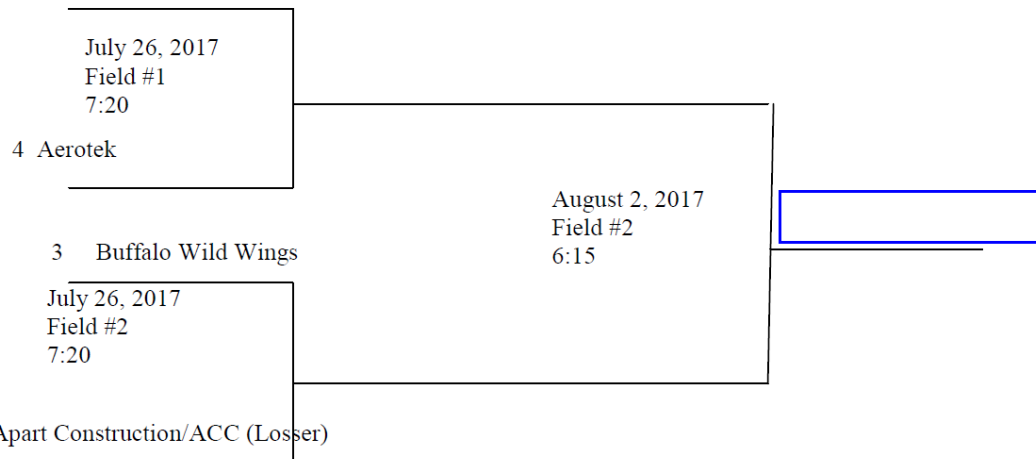 July 26, 2017
Field #1
7:20
4 Aerotek
August 2, 2017
Field #2
6:15
3 Buffalo Wild Wings
July 26, 2017
Field #2
7:20
Apart Construction/ACC (Losser)